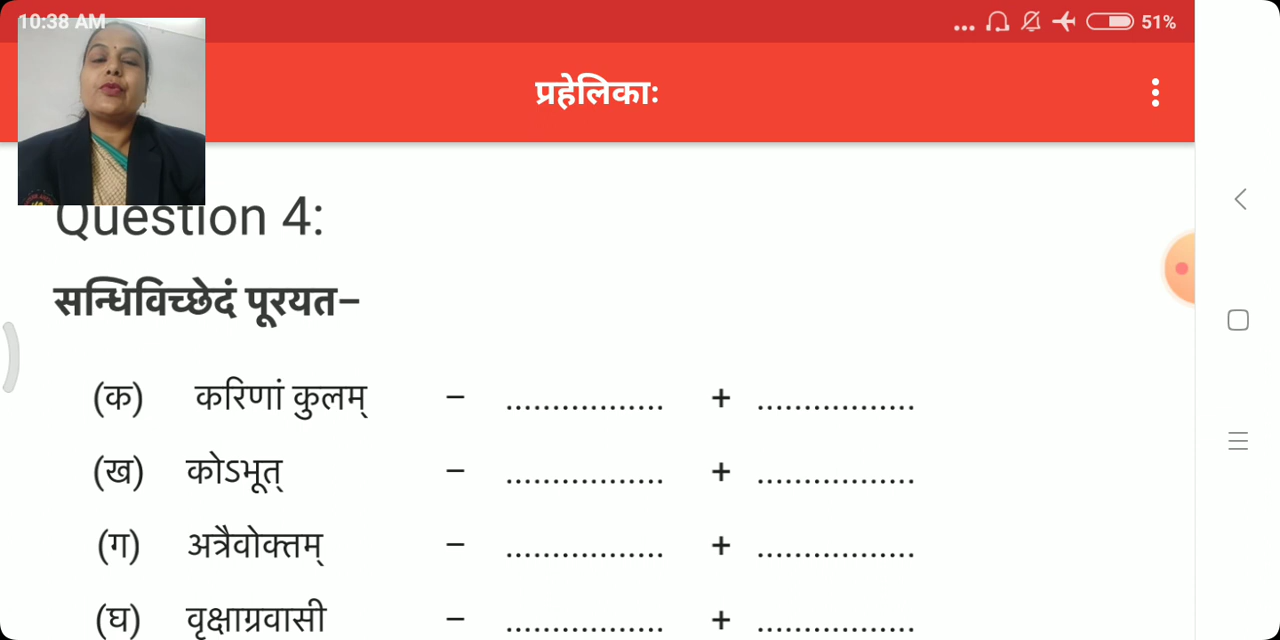 10:38 AM
... 51%
प्रहेलिकाः
Question 4:
सन्धिविच्छेदं पूरयत–
(क) करिणां कुलम् – ................. + .................
(ख) कोऽभूत् – ................. + .................
(ग) अत्रैवोक्तम् – ................. + .................
(घ) वृक्षाग्रवासी – ................. + .................